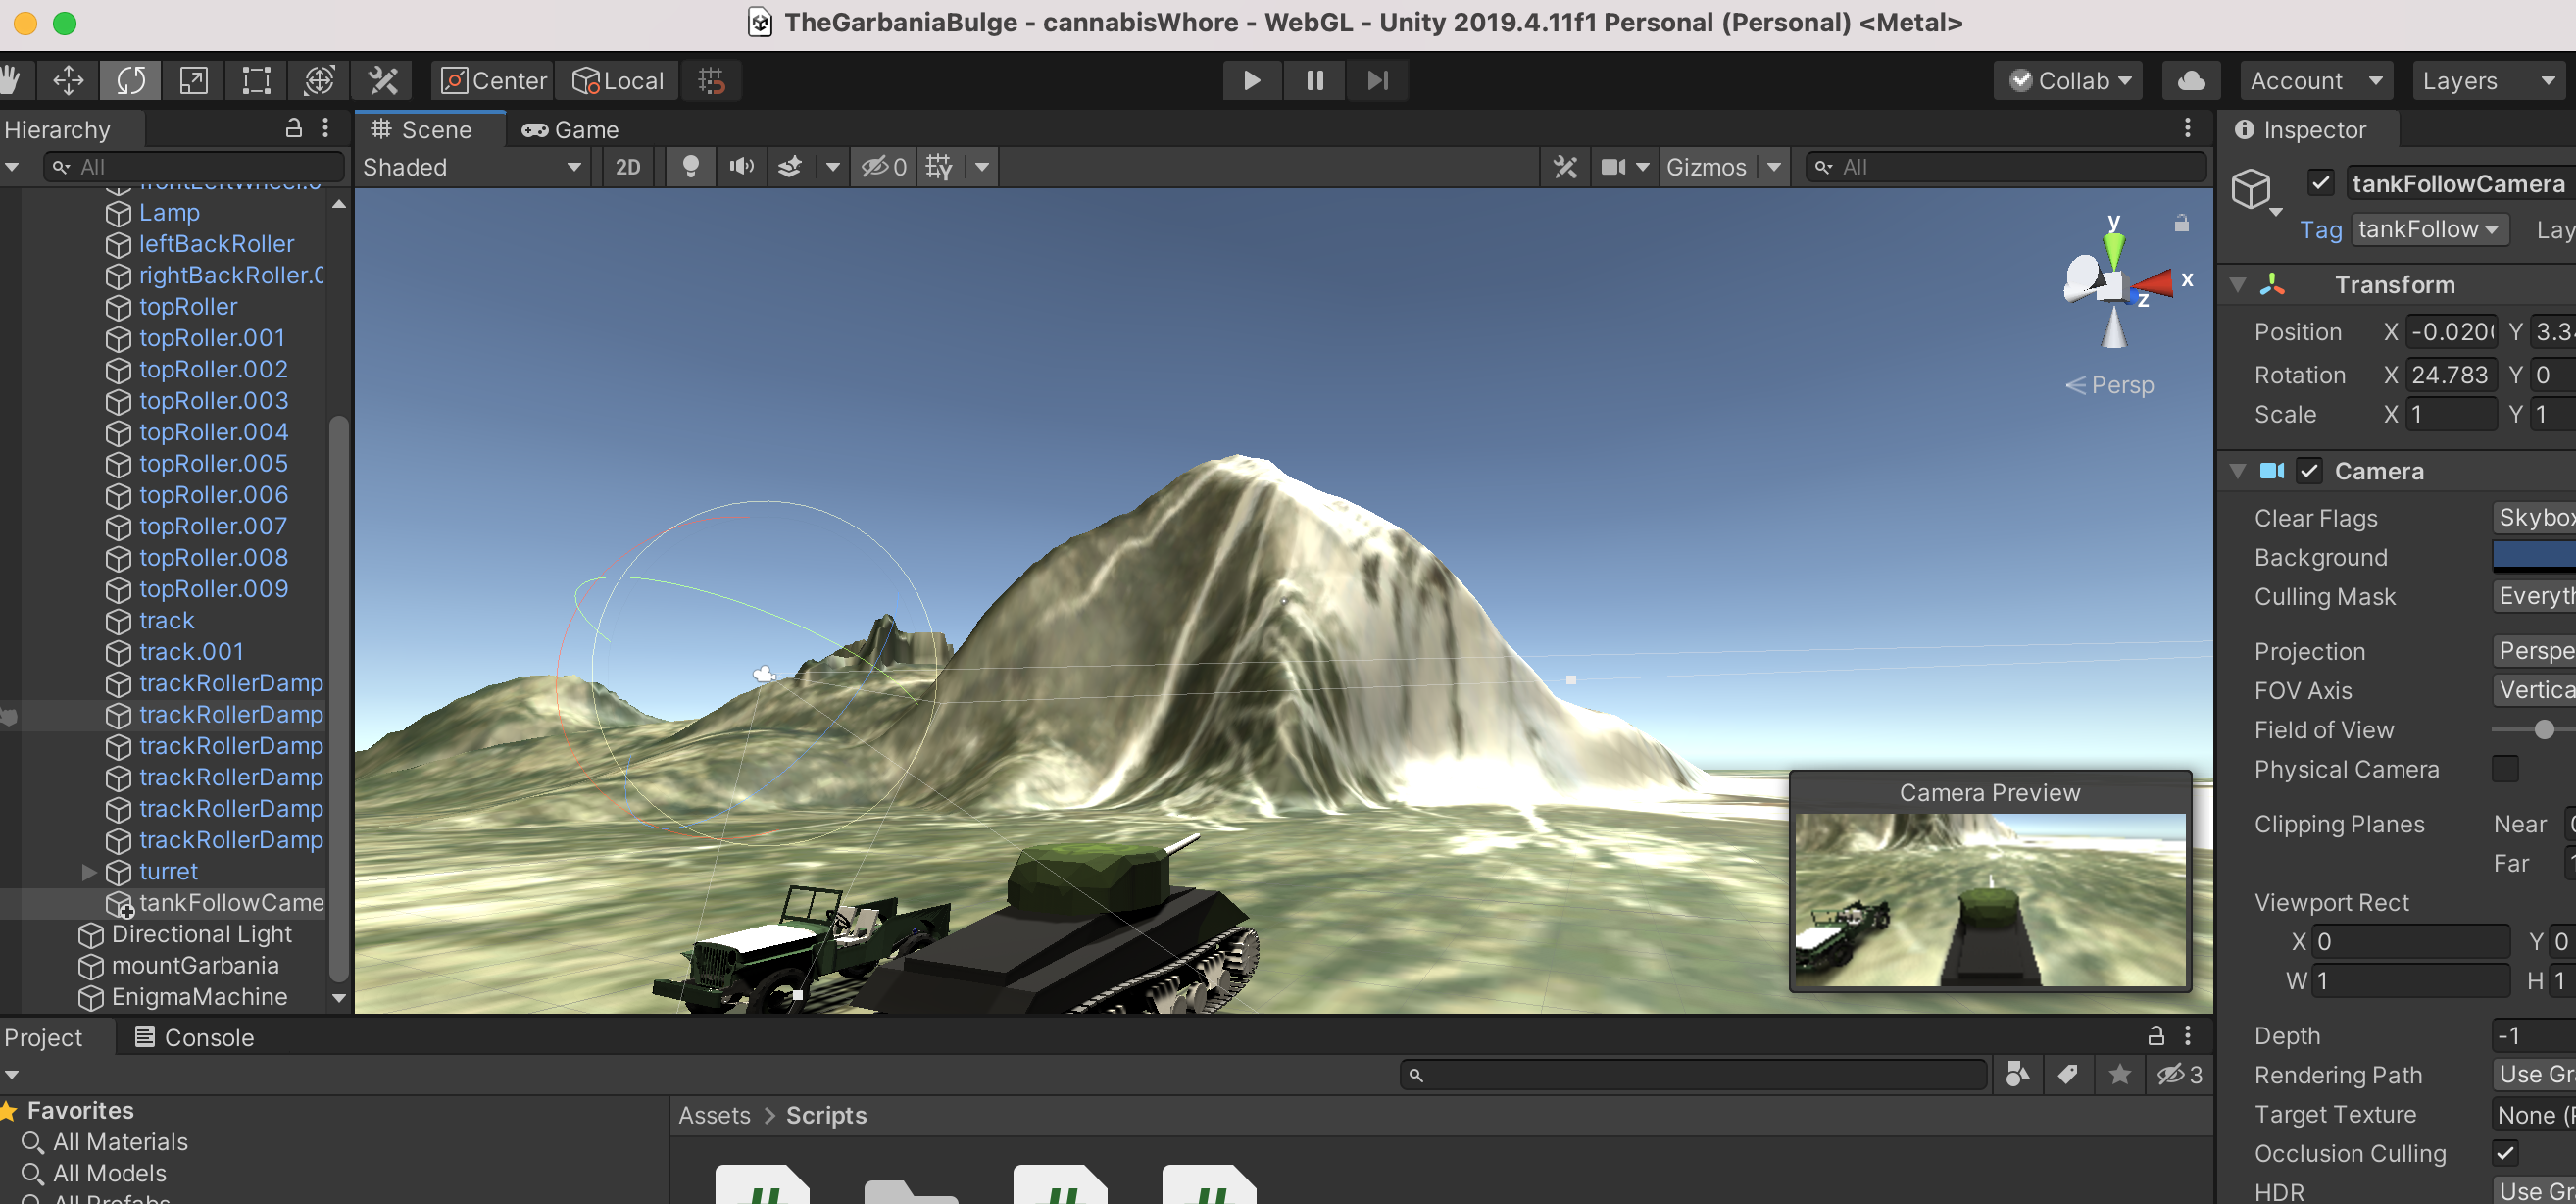 TheGarbaniaBulge - cannabisWhore - WebGL - Unity 2019.4.11f1 Personal (Personal) <Metal>
Center Local
Collab Account Layers
Hierarchy
All
Lamp
leftBackRoller
rightBackRoller.0
topRoller
topRoller.001
topRoller.002
topRoller.003
topRoller.004
topRoller.005
topRoller.006
topRoller.007
topRoller.008
topRoller.009
track
track.001
trackRollerDamp
trackRollerDamp
trackRollerDamp
trackRollerDamp
trackRollerDamp
trackRollerDamp
turret
tankFollowCame
Directional Light
mountGarbania
EnigmaMachine
Scene Game
Shaded 2D 0 Gizmos All
y
x
z
Persp
Camera Preview
Inspector
tankFollowCamera
Tag tankFollow Lay
Transform
Position X -0.020 Y 3.3
Rotation X 24.783 Y 0
Scale X 1 Y 1
Camera
Clear Flags Skybox
Background
Culling Mask Everyth
Projection Perspe
FOV Axis Vertica
Field of View
Physical Camera
Clipping Planes Near
Far
Viewport Rect
X 0 Y 0
W 1 H 1
Depth -1
Rendering Path Use Gr
Target Texture None (
Occlusion Culling
HDR Use Gr
Project Console
3
Favorites
All Materials
All Models
Assets > Scripts